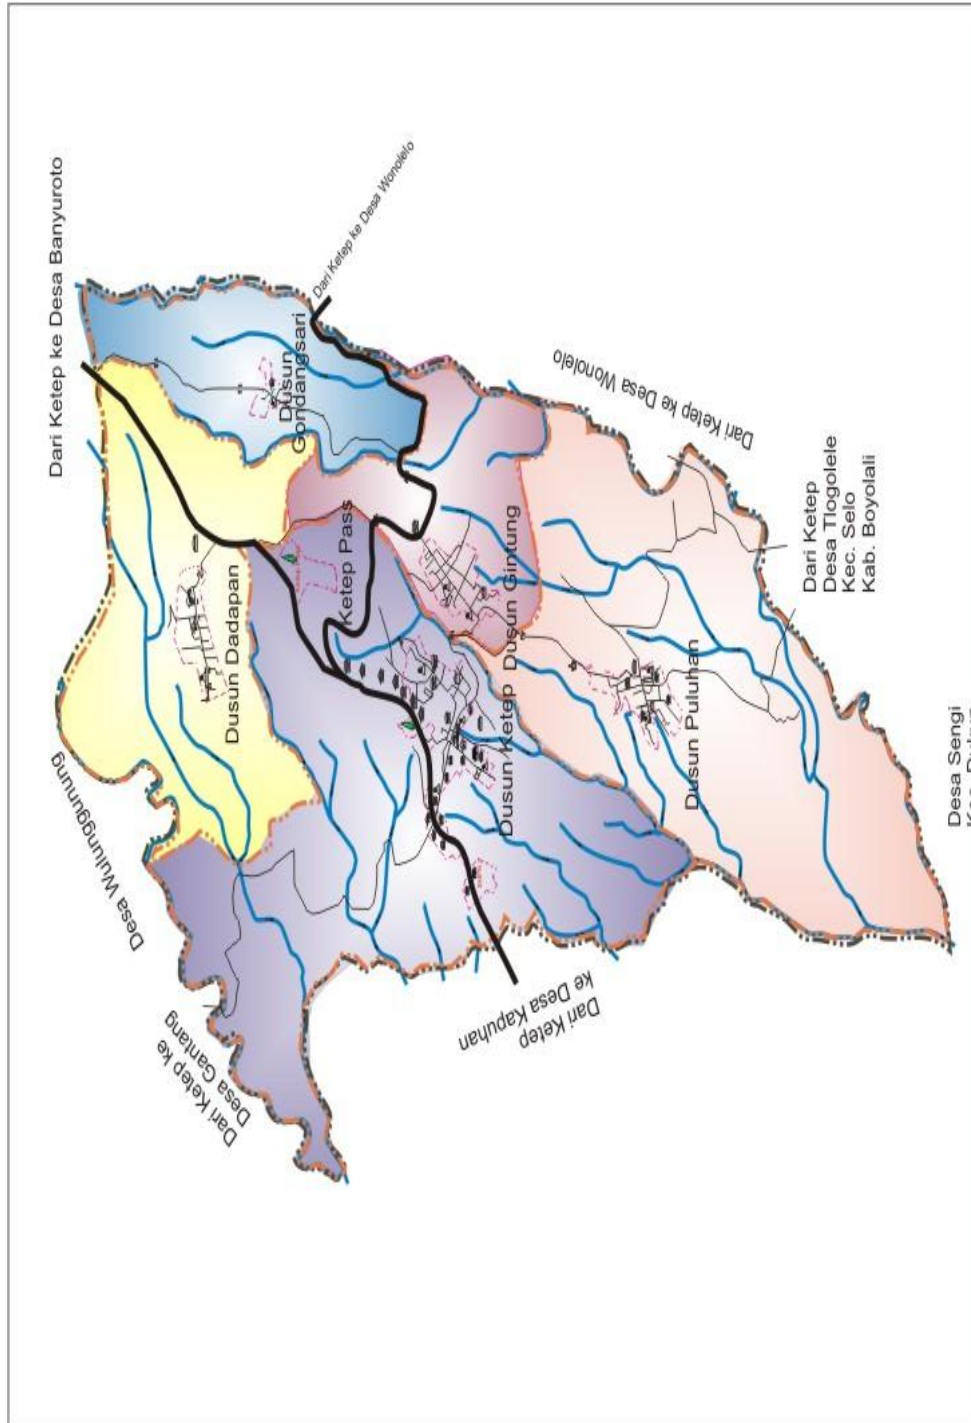 Dari Ketep ke Desa Banyuroto
Dari Ketep ke Desa Wonolelo
Dusun
Gondangsari
Dari Ketep ke Desa Wonolelo
Ketep Pass
Dusun Dadapan
Dusun Gintung
Dusun Ketep
Dusun Puluhan
Dari Ketep
Desa Tlogolele
Kec. Selo
Kab. Boyolali
Desa Wulunggunung
Dari Ketep ke
Desa Gantang
Dari Ketep
ke Desa Kapuhan
Desa Sengi